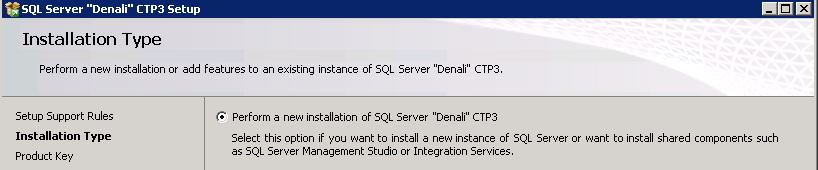 SQL Server "Denali" CTP3 Setup
Installation Type
Perform a new installation or add features to an existing instance of SQL Server "Denali" CTP3.
Setup Support Rules
Installation Type
Product Key
Perform a new installation of SQL Server "Denali" CTP3
Select this option if you want to install a new instance of SQL Server or want to install shared components such
as SQL Server Management Studio or Integration Services.